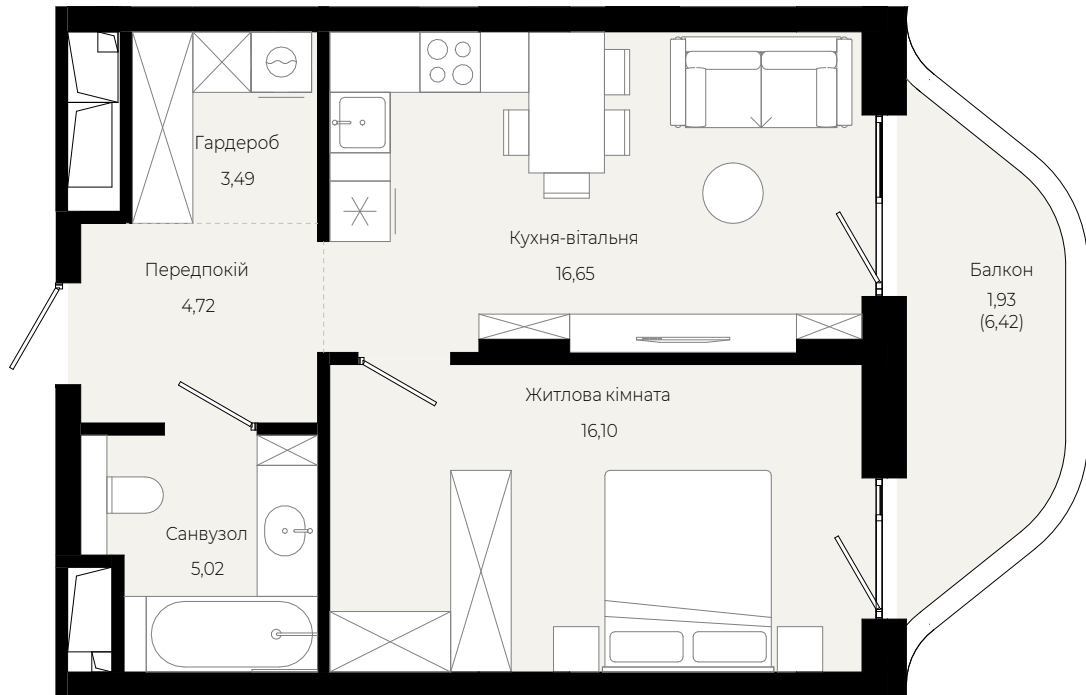 Гардероб
3,49
Кухня-вітальня
16,65
Передпокій
4,72
Балкон
1,93
(6,42)
Житлова кімната
16,10
Санвузол
5,02